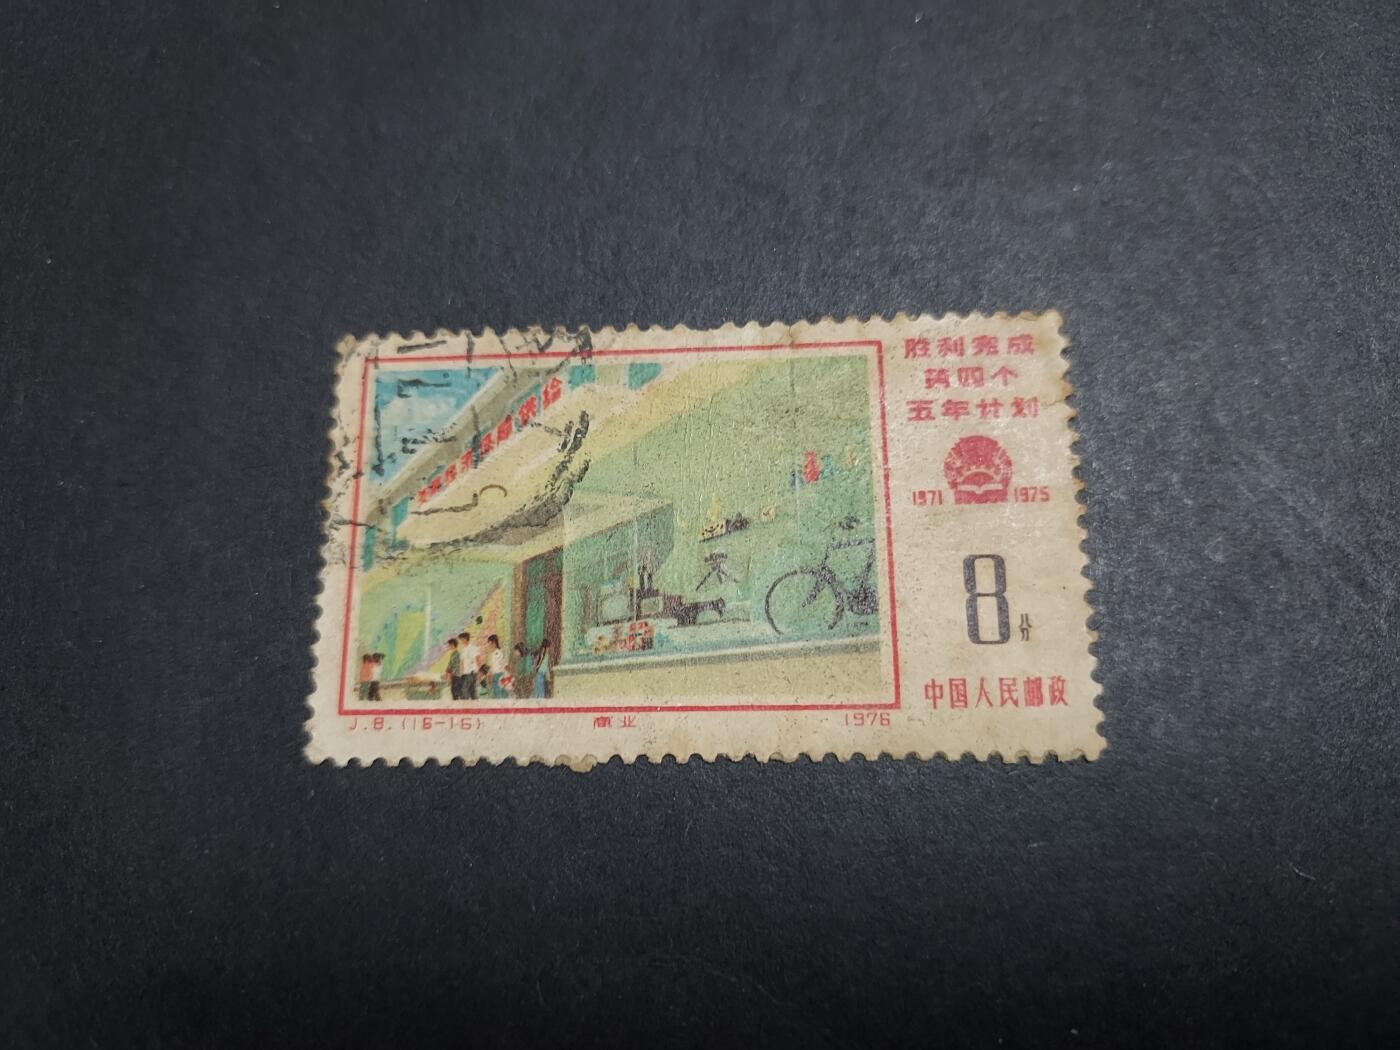 胜利完成
第四个
五年计划
1971 1975
8分
八
中国人民邮政
J.8.(16-16) 商业 1976